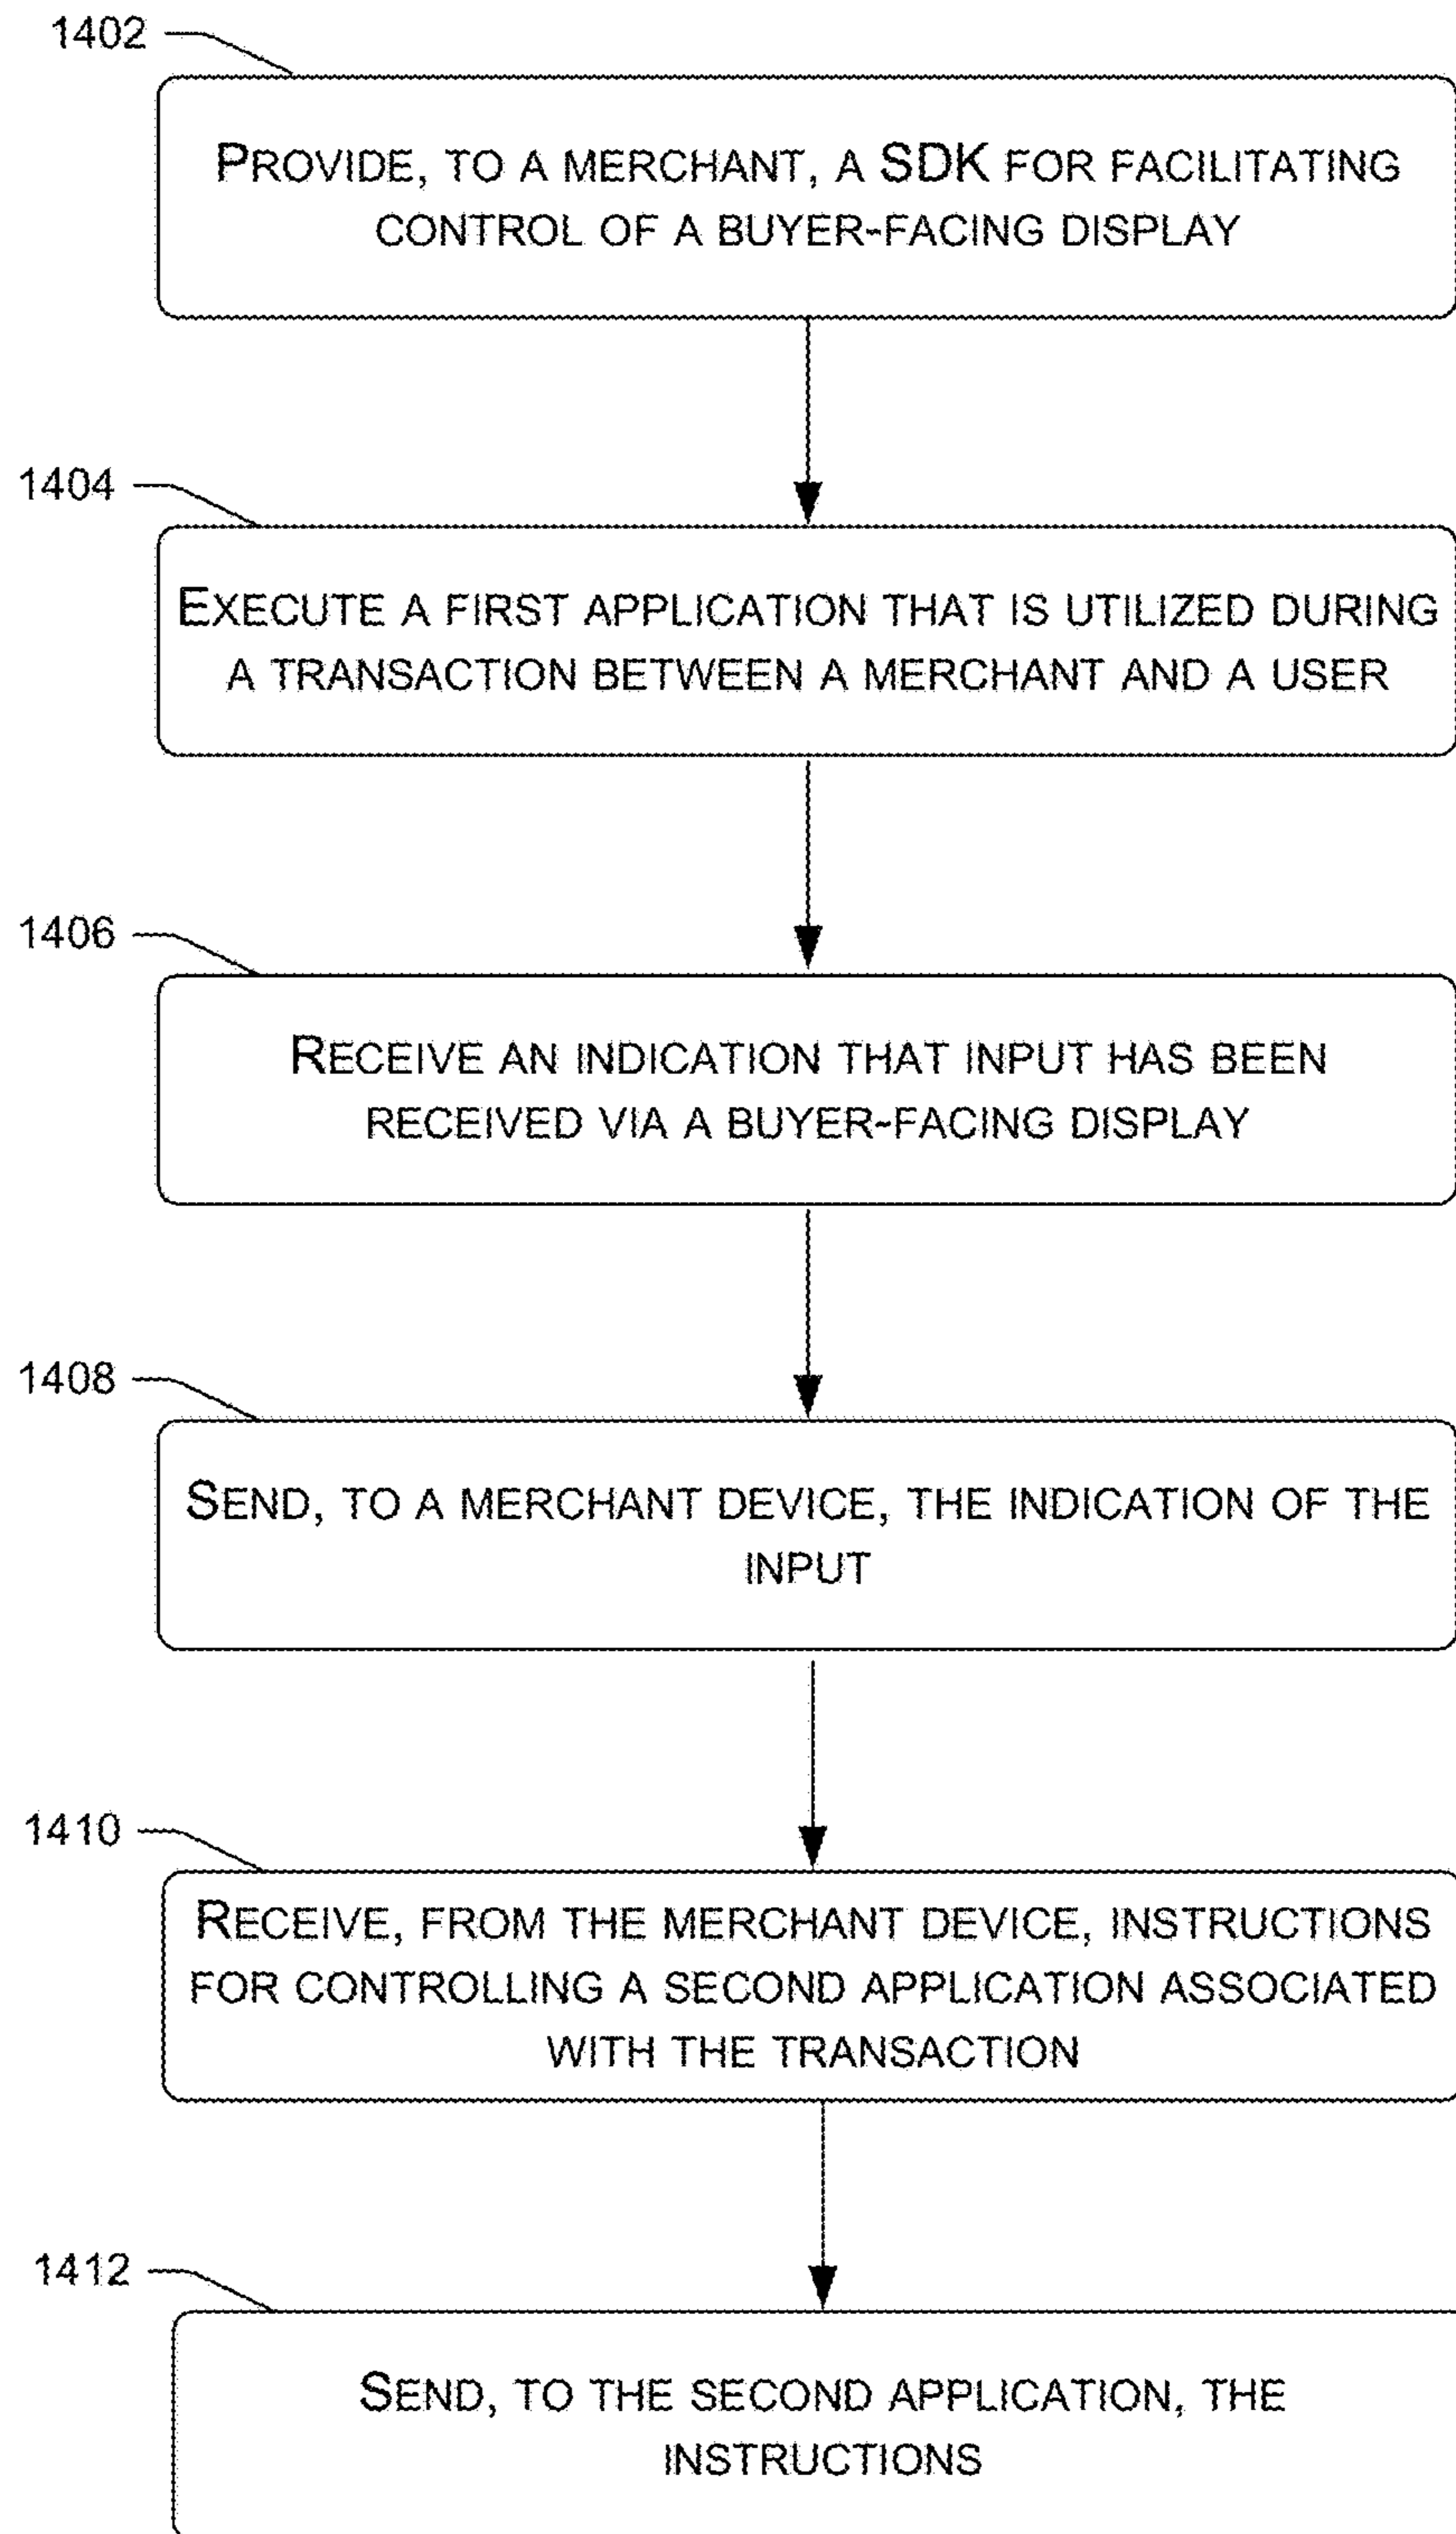 1402
PROVIDE, TO A MERCHANT, A SDK FOR FACILITATING
CONTROL OF A BUYER-FACING DISPLAY
1404
EXECUTE A FIRST APPLICATION THAT IS UTILIZED DURING
A TRANSACTION BETWEEN A MERCHANT AND A USER
1406
RECEIVE AN INDICATION THAT INPUT HAS BEEN
RECEIVED VIA A BUYER-FACING DISPLAY
1408
SEND, TO A MERCHANT DEVICE, THE INDICATION OF THE
INPUT
1410
RECEIVE, FROM THE MERCHANT DEVICE, INSTRUCTIONS
FOR CONTROLLING A SECOND APPLICATION ASSOCIATED
WITH THE TRANSACTION
1412
SEND, TO THE SECOND APPLICATION, THE
INSTRUCTIONS